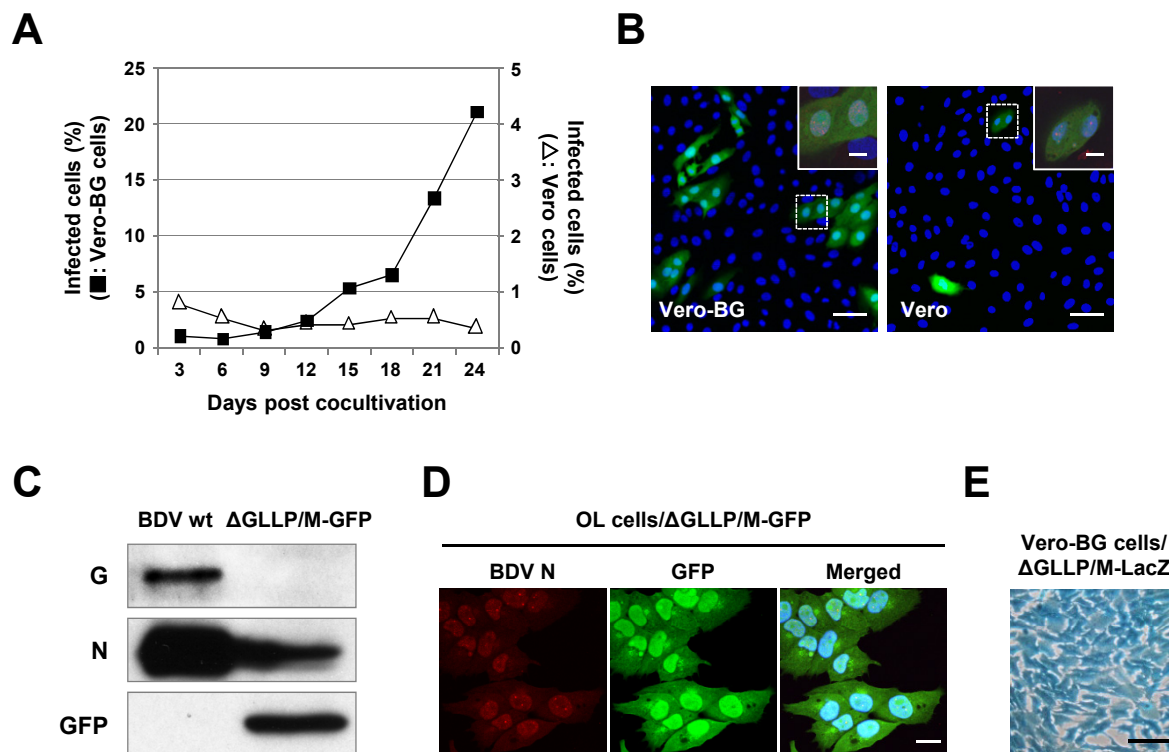 A
25
20
15
10
5
0
5
4
3
2
1
0
3 6 9 12 15 18 21 24
Days post cocultivation
Infected cells (%)
(■: Vero-BG cells)
Infected cells (%)
(△: Vero cells)
B
Vero-BG
Vero
C
BDV wt ΔGLLP/M-GFP
G
N
GFP
D
OL cells/ΔGLLP/M-GFP
BDV N GFP Merged
E
Vero-BG cells/
ΔGLLP/M-LacZ